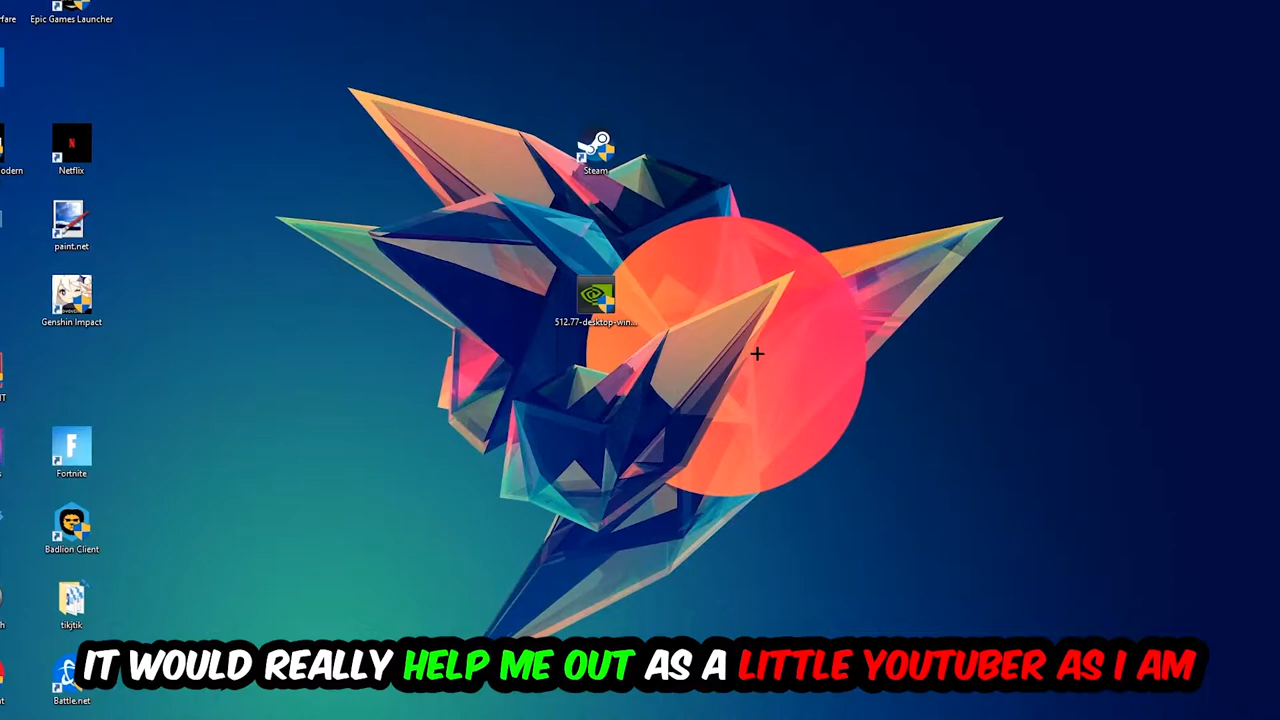 Epic Games Launcher
Steam
Netflix
paint.net
Genshin Impact
512.77-desktop-win...
Fortnite
Badlion Client
tikjtik
IT WOULD REALLY HELP ME OUT AS A LITTLE YOUTUBER AS I AM
Battle.net